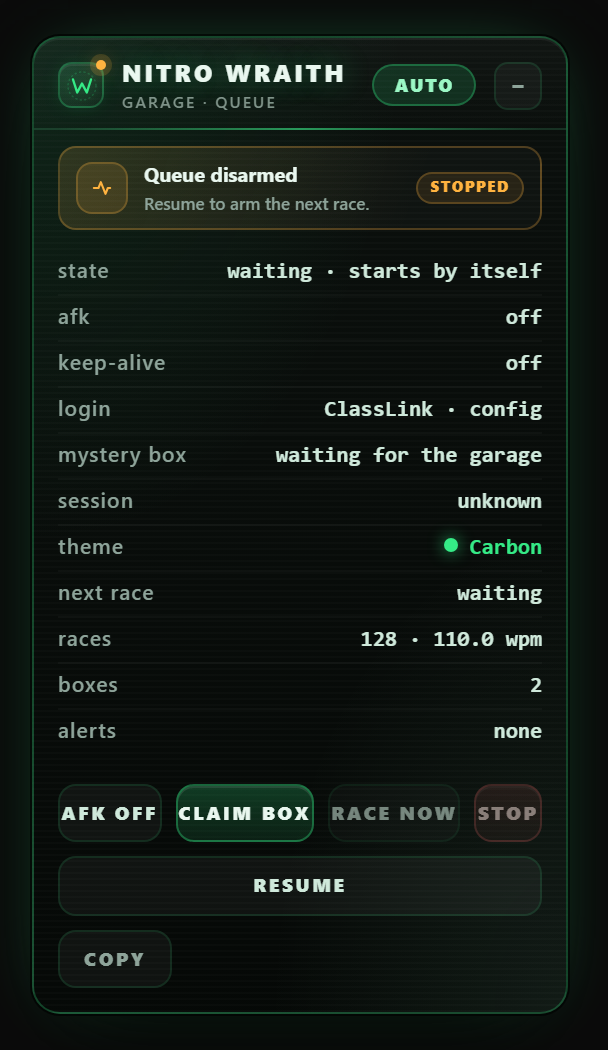 W
NITRO WRAITH
GARAGE · QUEUE
AUTO
–
Queue disarmed
Resume to arm the next race.
STOPPED
state waiting · starts by itself
afk off
keep-alive off
login ClassLink · config
mystery box waiting for the garage
session unknown
theme Carbon
next race waiting
races 128 · 110.0 wpm
boxes 2
alerts none
AFK OFF CLAIM BOX RACE NOW STOP
RESUME
COPY